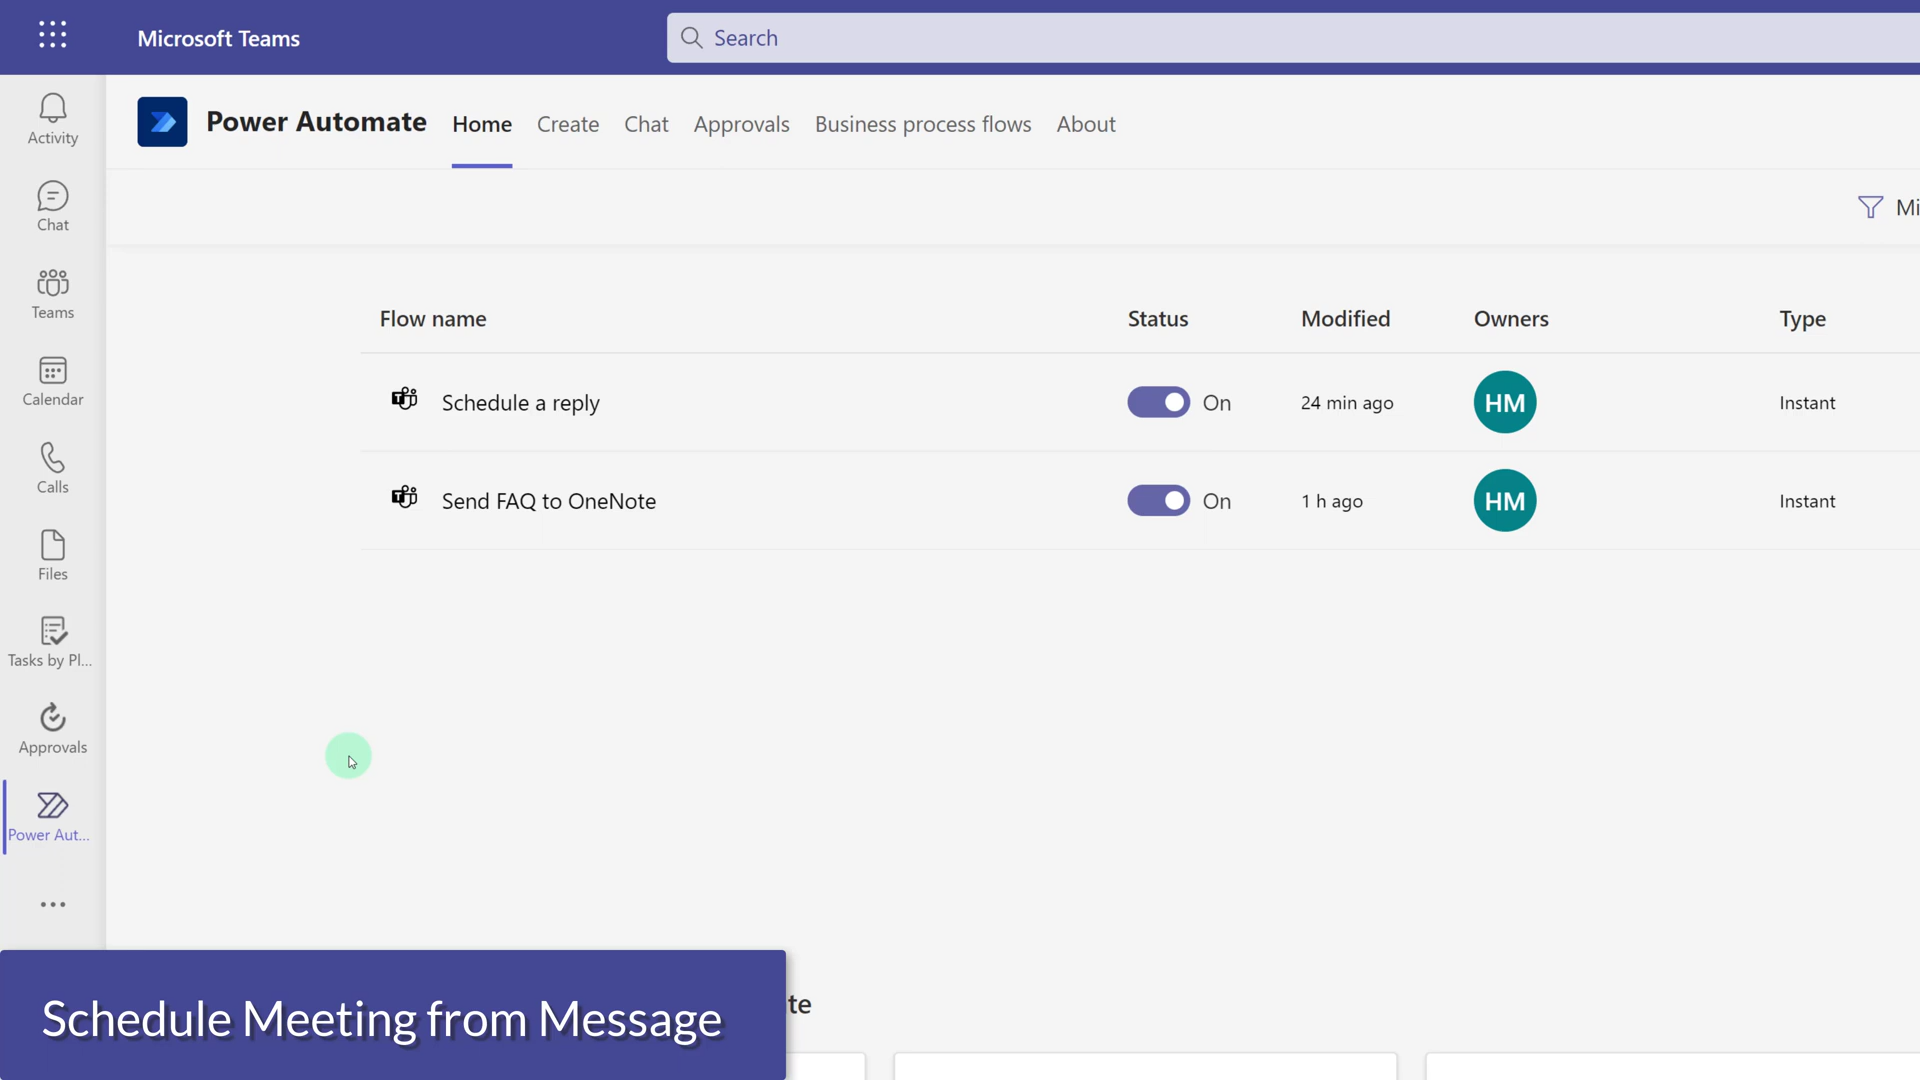 Microsoft Teams
Search
Activity
Chat
Teams
Calendar
Calls
Files
Tasks by Pl...
Approvals
Power Aut...
Power Automate
Home
Create
Chat
Approvals
Business process flows
About
Mi
Flow name
Status
Modified
Owners
Type
Schedule a reply
On
24 min ago
HM
Instant
Send FAQ to OneNote
On
1 h ago
HM
Instant
te
Schedule Meeting from Message